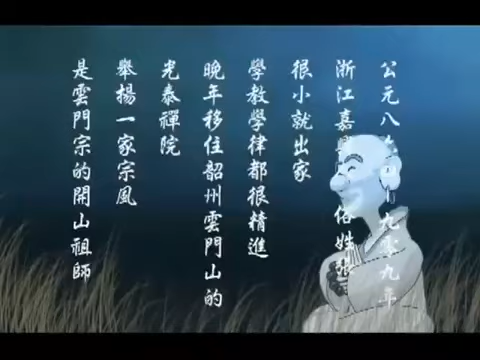 公元八 九零九年
浙江嘉 俗姓張
很小就出家
學教學律都很精進
晚年移住韶州雲門山的
光泰禪院
舉揚一家宗風
是雲門宗的開山祖師